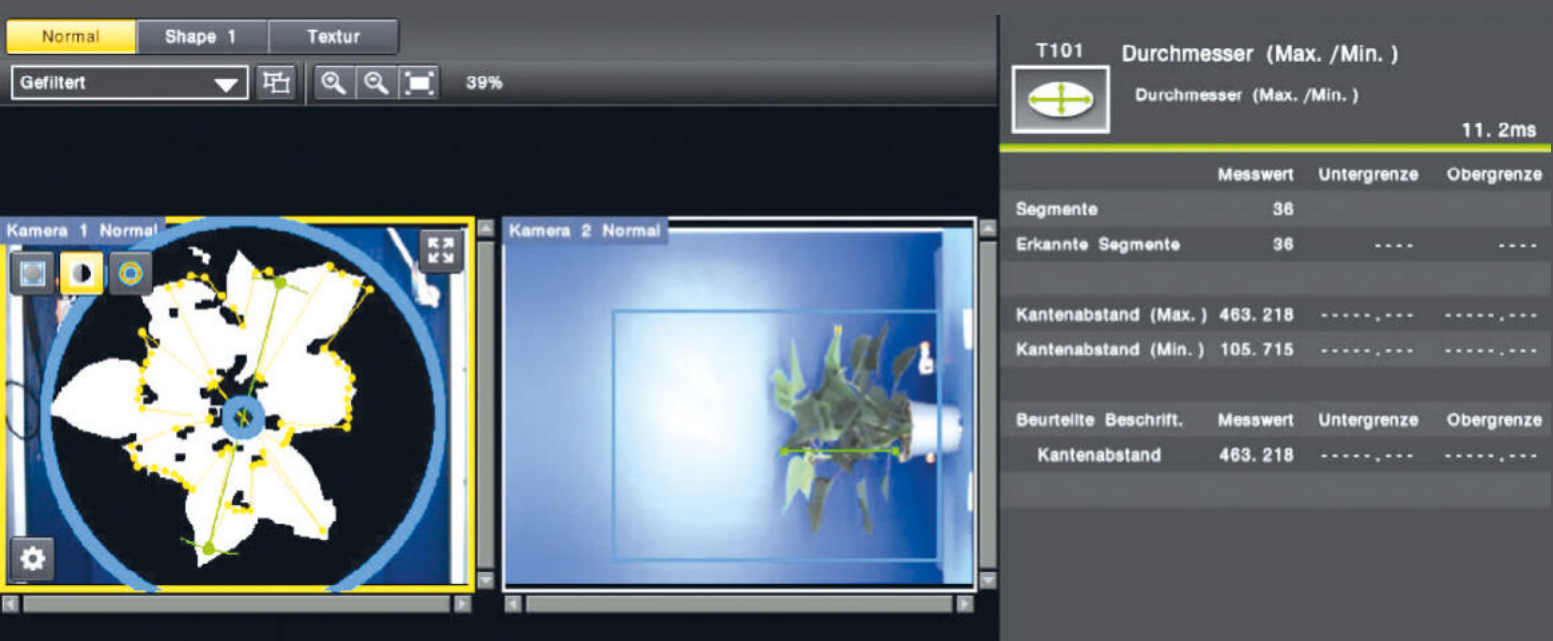 Normal Shape 1 Textur
Gefiltert 39%
Kamera 1 Normal
Kamera 2 Normal
T101 Durchmesser (Max. /Min. )
Durchmesser (Max. /Min. )
11. 2ms
Messwert Untergrenze Obergrenze
Segmente 36
Erkannte Segmente 36 ---- ----
Kantenabstand (Max. ) 463. 218 -----.--- -----.---
Kantenabstand (Min. ) 105. 715 -----.--- -----.---
Beurteilte Beschrift. Messwert Untergrenze Obergrenze
Kantenabstand 463. 218 -----.--- -----.---